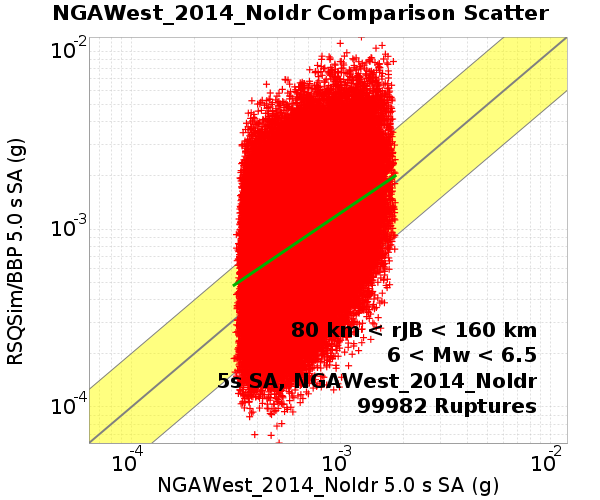 NGAWest_2014_NoIdr Comparison Scatter
RSQSim/BBP 5.0 s SA (g)
10-2
10-3
10-4
80 km < rJB < 160 km
6 < Mw < 6.5
5s SA, NGAWest_2014_NoIdr
99982 Ruptures
10-4 10-3 10-2
NGAWest_2014_NoIdr 5.0 s SA (g)